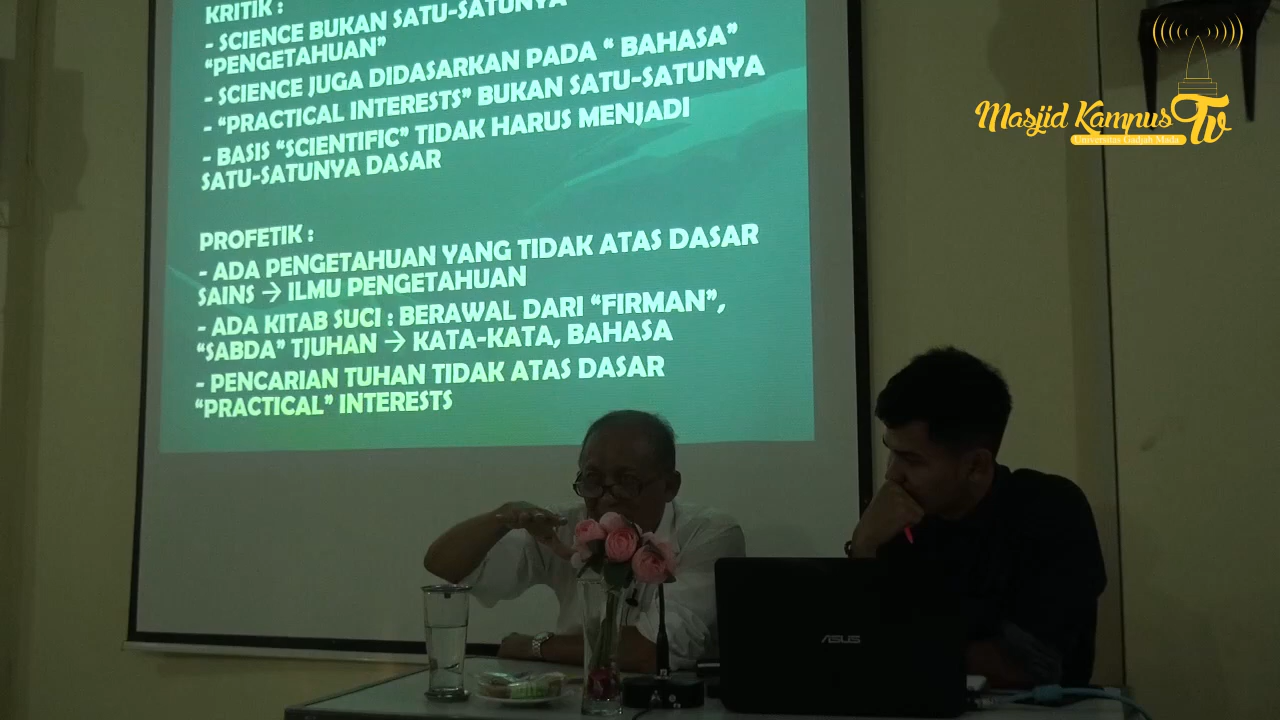 KRITIK :
- SCIENCE BUKAN SATU-SATUNYA
"PENGETAHUAN"
- SCIENCE JUGA DIDASARKAN PADA " BAHASA"
- "PRACTICAL INTERESTS" BUKAN SATU-SATUNYA
- BASIS "SCIENTIFIC" TIDAK HARUS MENJADI
SATU-SATUNYA DASAR
PROFETIK :
- ADA PENGETAHUAN YANG TIDAK ATAS DASAR
SAINS → ILMU PENGETAHUAN
- ADA KITAB SUCI : BERAWAL DARI "FIRMAN",
"SABDA" TJUHAN → KATA-KATA, BAHASA
- PENCARIAN TUHAN TIDAK ATAS DASAR
"PRACTICAL" INTERESTS
Masjid Kampus Tv
Universitas Gadjah Mada
ASUS